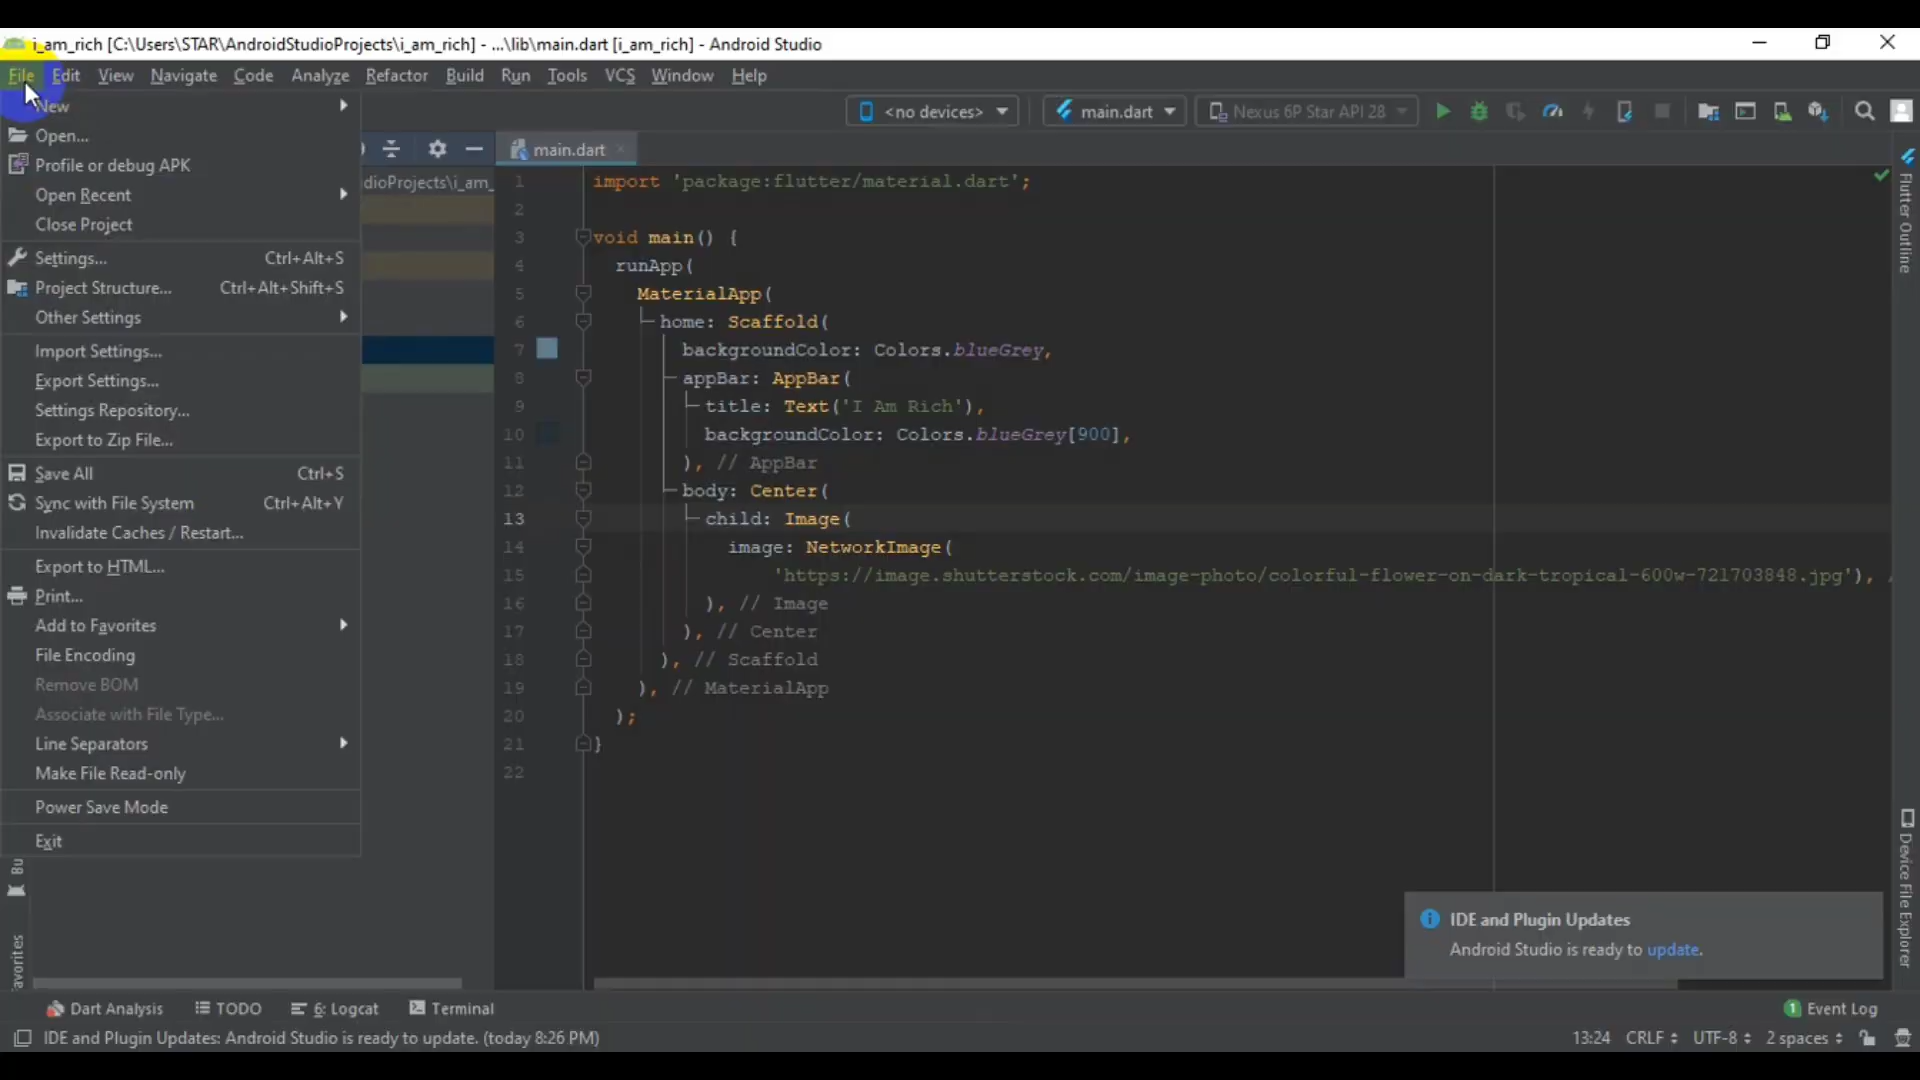 i_am_rich [C:\Users\STAR\AndroidStudioProjects\i_am_rich] - ...\lib\main.dart [i_am_rich] - Android Studio
File Edit View Navigate Code Analyze Refactor Build Run Tools VCS Window Help
<no devices> main.dart Nexus 6P Star API 28
New
Open...
Profile or debug APK
Open Recent
Close Project
Settings... Ctrl+Alt+S
Project Structure... Ctrl+Alt+Shift+S
Other Settings
Import Settings...
Export Settings...
Settings Repository...
Export to Zip File...
Save All Ctrl+S
Sync with File System Ctrl+Alt+Y
Invalidate Caches / Restart...
Export to HTML...
Print...
Add to Favorites
File Encoding
Remove BOM
Associate with File Type...
Line Separators
Make File Read-only
Power Save Mode
Exit
dioProjects\i_am_
main.dart
1 import 'package:flutter/material.dart';
2
3 void main() {
4 runApp(
5 MaterialApp(
6 home: Scaffold(
7 backgroundColor: Colors.blueGrey,
8 appBar: AppBar(
9 title: Text('I Am Rich'),
10 backgroundColor: Colors.blueGrey[900],
11 ), // AppBar
12 body: Center(
13 child: Image(
14 image: NetworkImage(
15 'https://image.shutterstock.com/image-photo/colorful-flower-on-dark-tropical-600w-721703848.jpg'), /
16 ), // Image
17 ), // Center
18 ), // Scaffold
19 ), // MaterialApp
20 );
21 }
22
Flutter Outline
Device File Explorer
Bu
avorites
IDE and Plugin Updates
Android Studio is ready to update.
Dart Analysis TODO 6: Logcat Terminal 1 Event Log
IDE and Plugin Updates: Android Studio is ready to update. (today 8:26 PM) 13:24 CRLF UTF-8 2 spaces